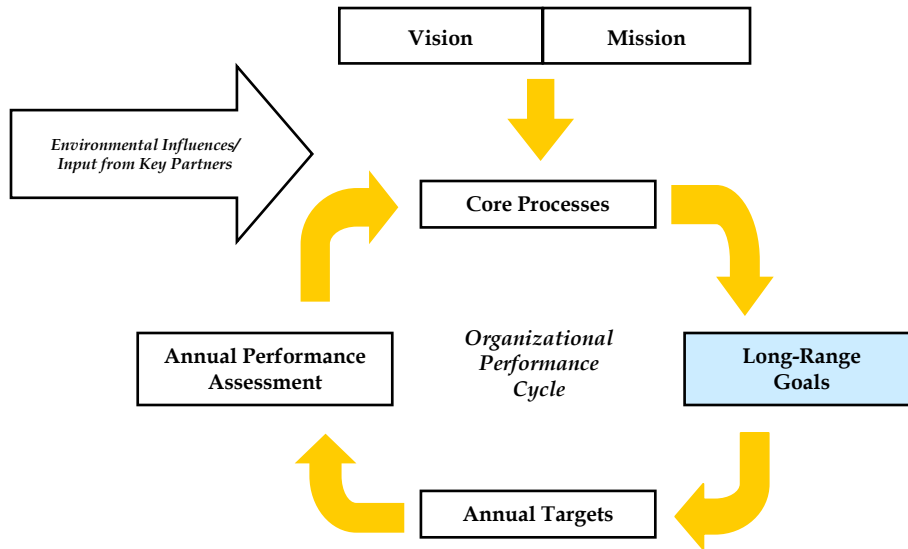 Vision
Mission
Environmental Influences/
Input from Key Partners
Core Processes
Annual Performance
Assessment
Organizational
Performance
Cycle
Long-Range
Goals
Annual Targets